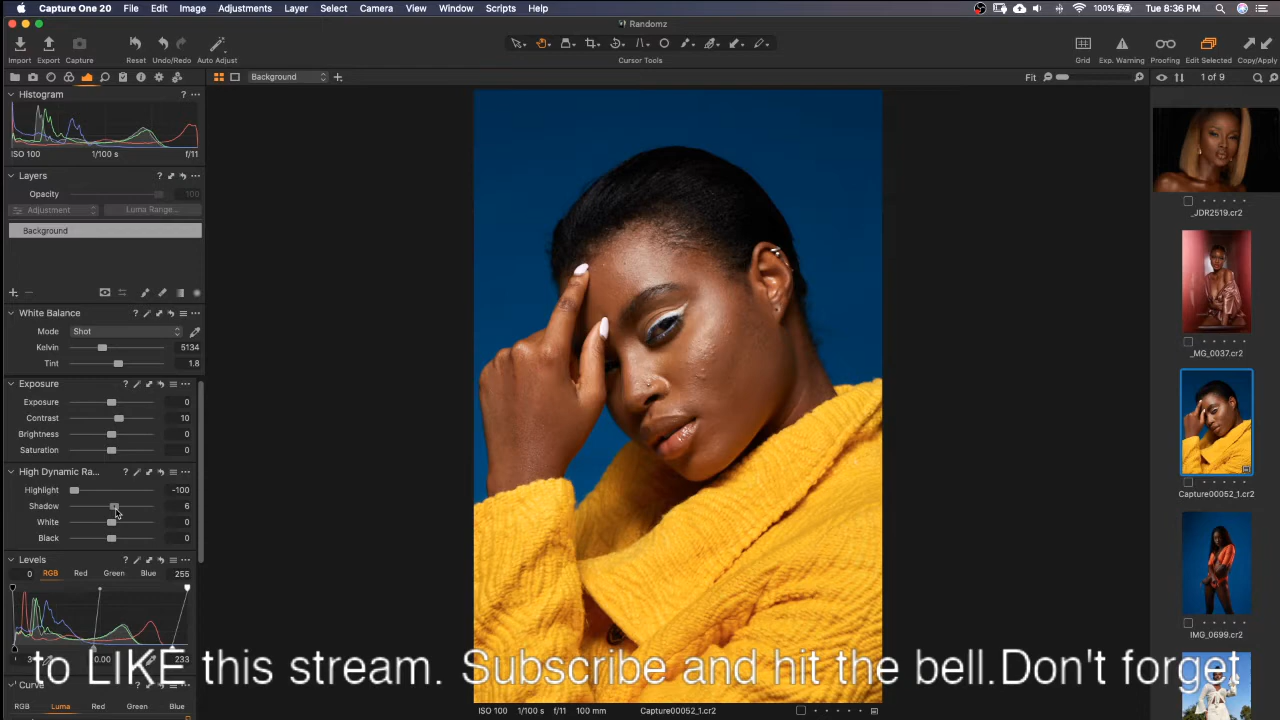 Capture One 20 File Edit Image Adjustments Layer Select Camera View Window Scripts Help 100% Tue 8:36 PM
Randomz
Import Export Capture Reset Undo/Redo Auto Adjust Cursor Tools Grid Exp. Warning Proofing Edit Selected Copy/Apply
Background Fit 1 of 9
Histogram
ISO 100 1/100 s f/11
Layers
Opacity 100
Adjustment Luma Range...
Background
White Balance
Mode Shot
Kelvin 5134
Tint 1.8
Exposure
Exposure 0
Contrast 10
Brightness 0
Saturation 0
High Dynamic Ra...
Highlight -100
Shadow 6
White 0
Black 0
Levels
0 RGB Red Green Blue 255
233
Curve
RGB Luma Red Green Blue
_JDR2519.cr2
_MG_0037.cr2
Capture00052_1.cr2
IMG_0699.cr2
to LIKE this stream. Subscribe and hit the bell.Don't forget
ISO 100 1/100 s f/11 100 mm Capture00052_1.cr2